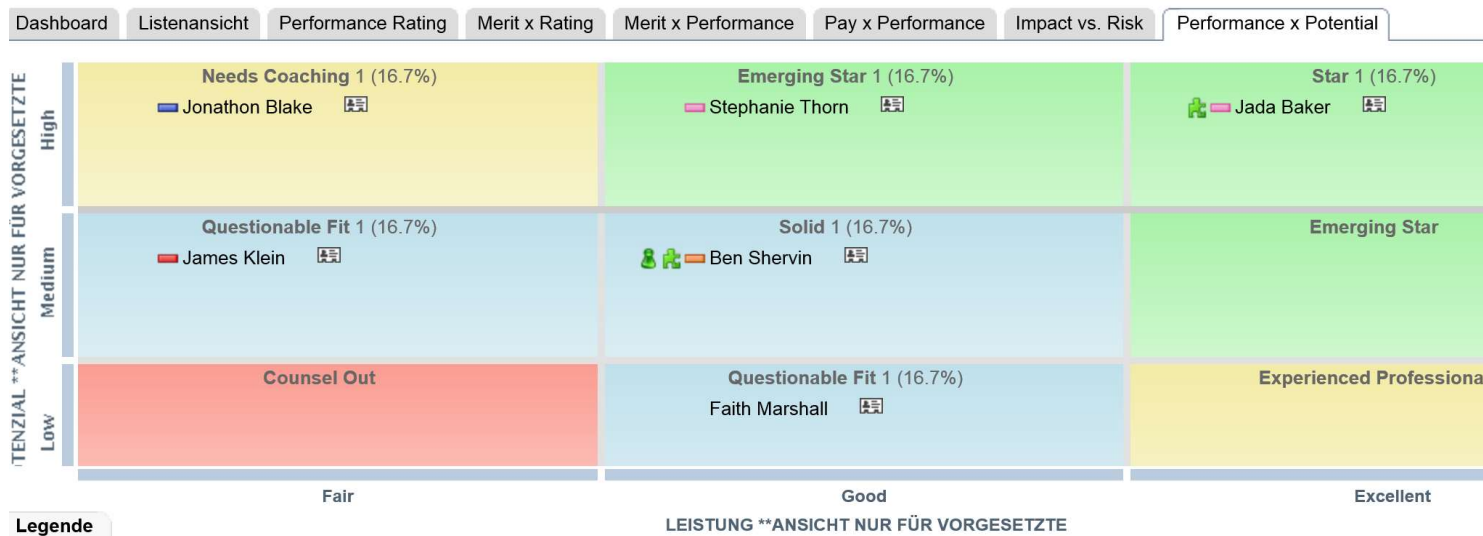 Dashboard Listenansicht Performance Rating Merit x Rating Merit x Performance Pay x Performance Impact vs. Risk Performance x Potential
TENZIAL **ANSICHT NUR FÜR VORGESETZTE
High
Needs Coaching 1 (16.7%)
Jonathon Blake
Emerging Star 1 (16.7%)
Stephanie Thorn
Star 1 (16.7%)
Jada Baker
Medium
Questionable Fit 1 (16.7%)
James Klein
Solid 1 (16.7%)
Ben Shervin
Emerging Star
Low
Counsel Out
Questionable Fit 1 (16.7%)
Faith Marshall
Experienced Professiona
Fair Good Excellent
LEISTUNG **ANSICHT NUR FÜR VORGESETZTE
Legende